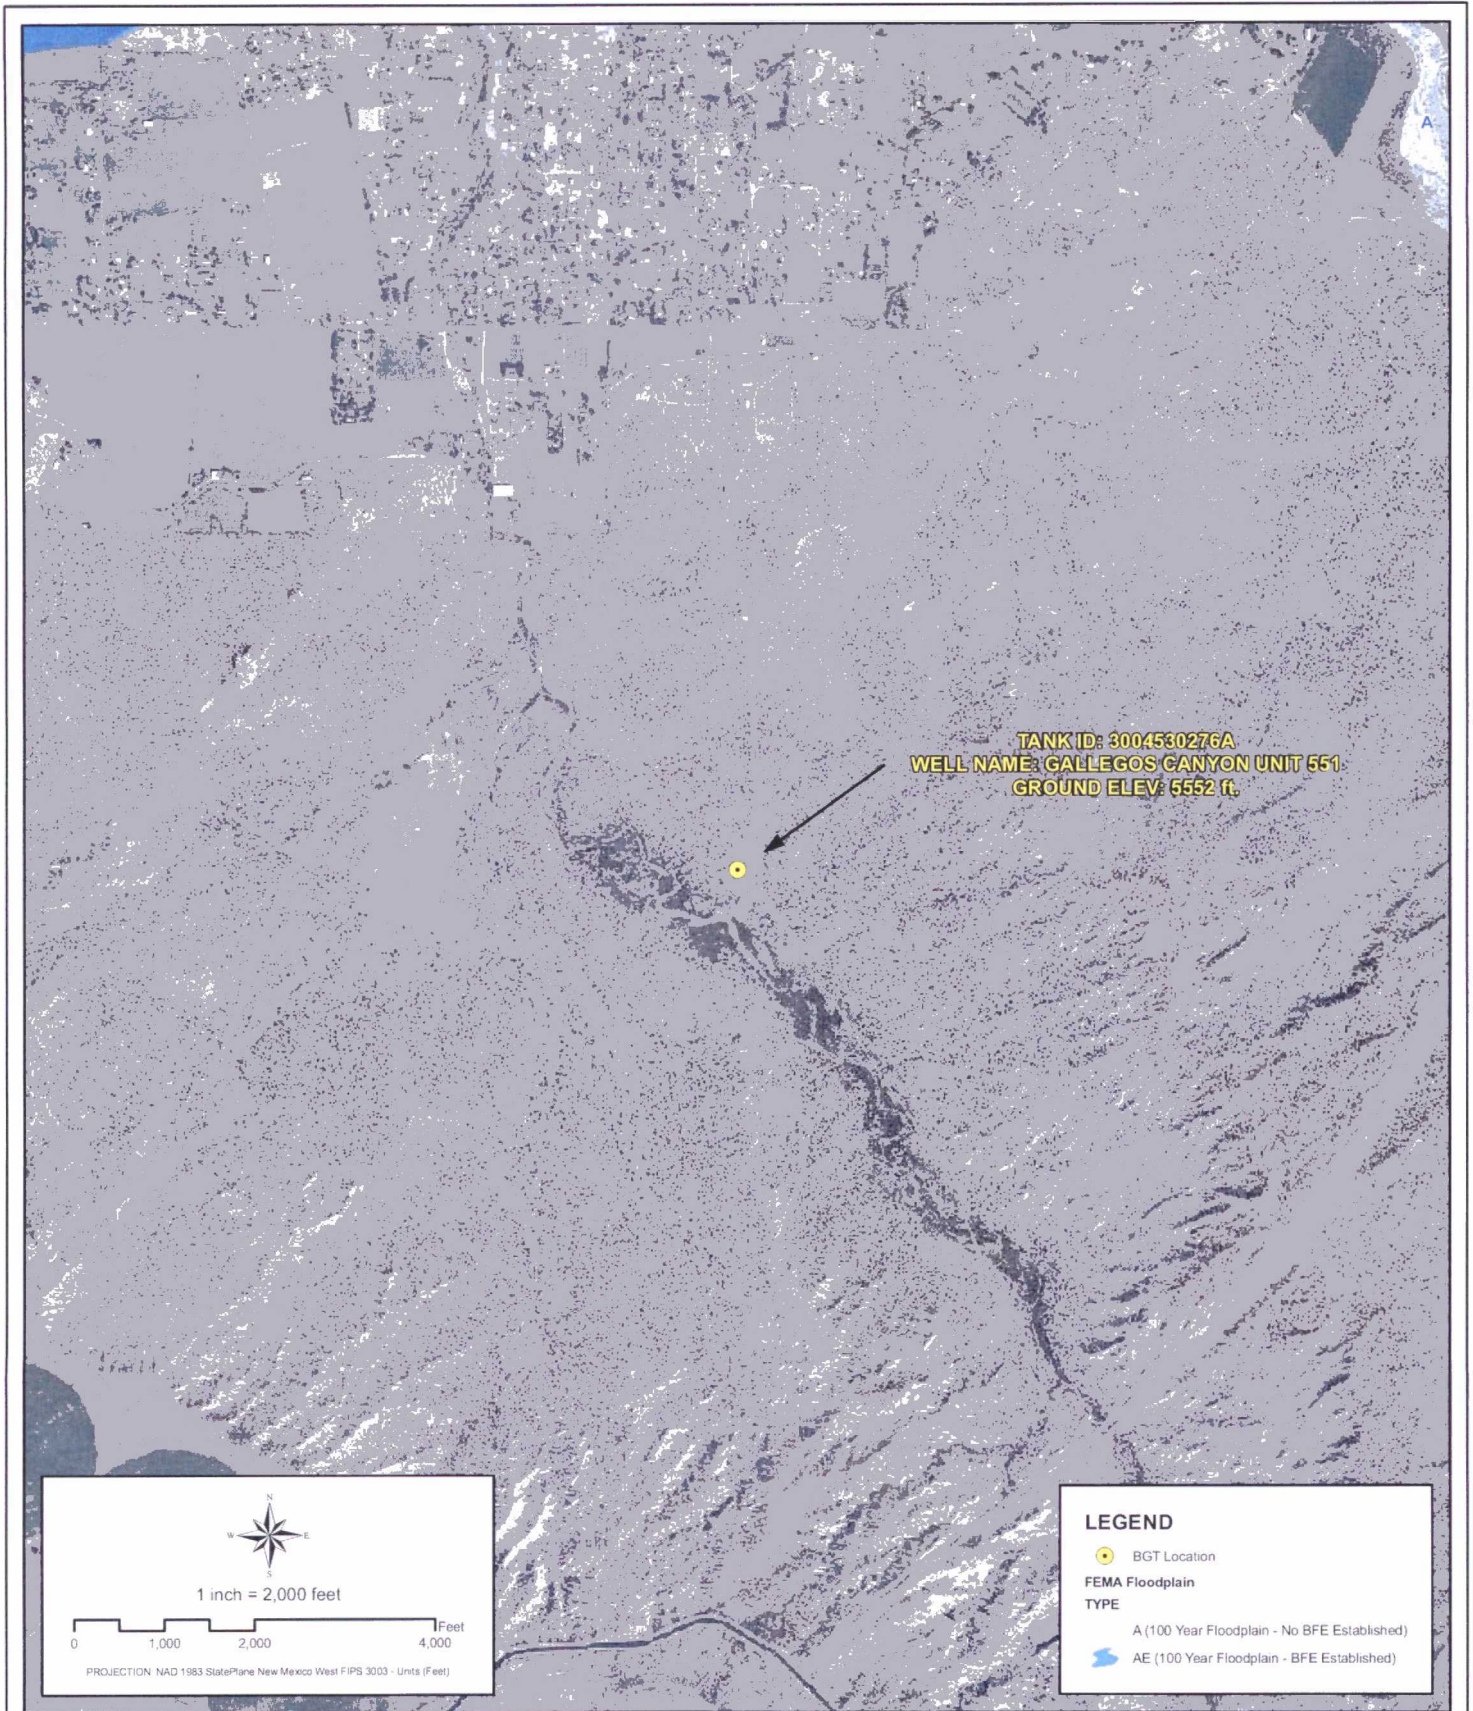 A
TANK ID: 3004530276A
WELL NAME: GALLEGOS CANYON UNIT 551
GROUND ELEV: 5552 ft.
N
W E
S
1 inch = 2,000 feet
Feet
0 1,000 2,000 4,000
PROJECTION NAD 1983 StatePlane New Mexico West FIPS 3003 - Units (Feet)
LEGEND
BGT Location
FEMA Floodplain
TYPE
A (100 Year Floodplain - No BFE Established)
AE (100 Year Floodplain - BFE Established)